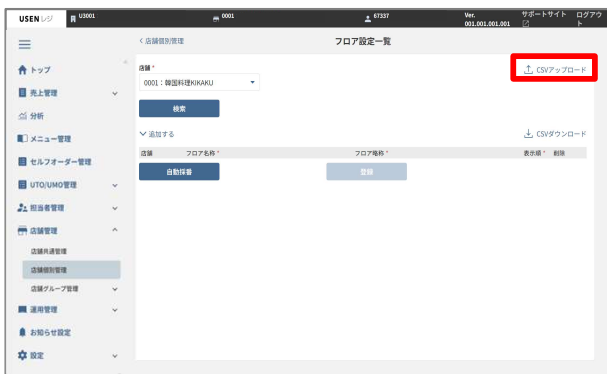 USEN レジ U3001 0001 67337 Ver. 001.001.001.001 サポートサイト ログアウト
< 店舗個別管理 フロア設定一覧
トップ
売上管理
分析
メニュー管理
セルフオーダー管理
UTO/UMO管理
担当者管理
店舗管理
店舗共通管理
店舗個別管理
店舗グループ管理
運用管理
お知らせ設定
設定
店舗 *
CSVアップロード
0001：韓国料理KIKAKU
検索
追加する
CSVダウンロード
店舗 フロア名称 * フロア略称 * 表示順 * 削除
自動採番 登録